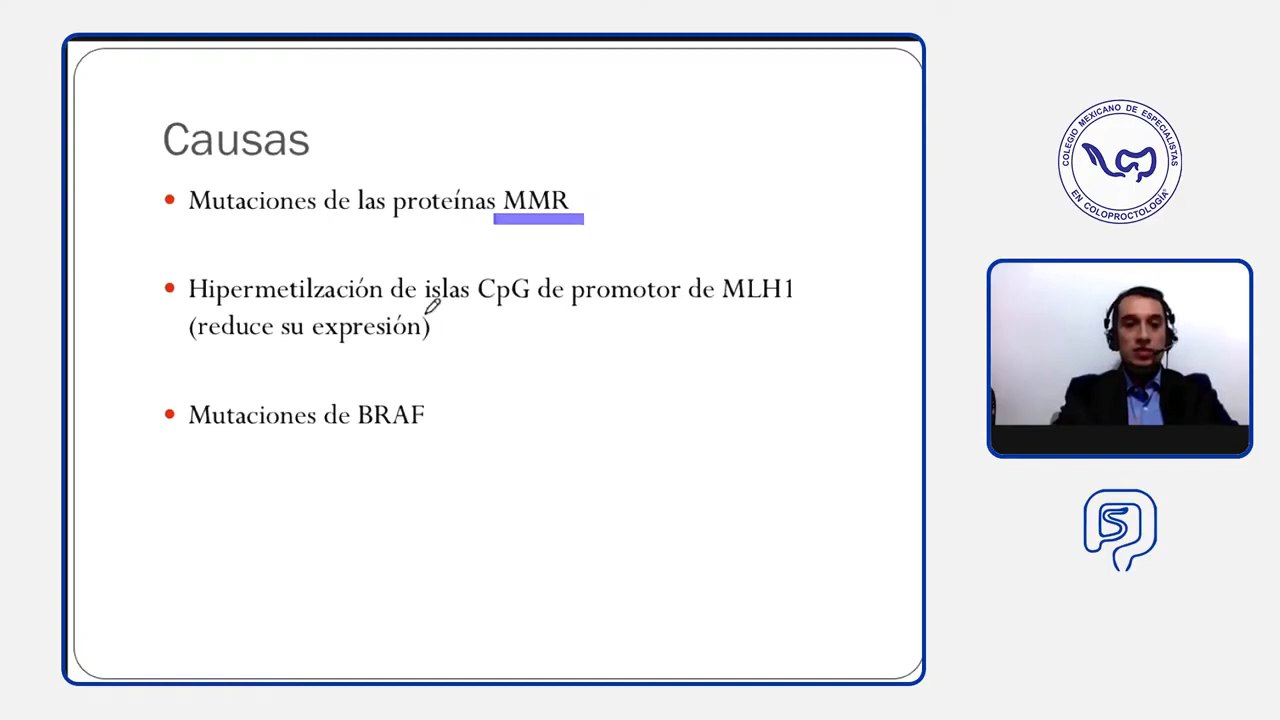 Causas
Mutaciones de las proteínas MMR
Hipermetilzación de islas CpG de promotor de MLH1
(reduce su expresión)
Mutaciones de BRAF
COLEGIO MEXICANO DE ESPECIALISTAS
EN COLOPROCTOLOGIA